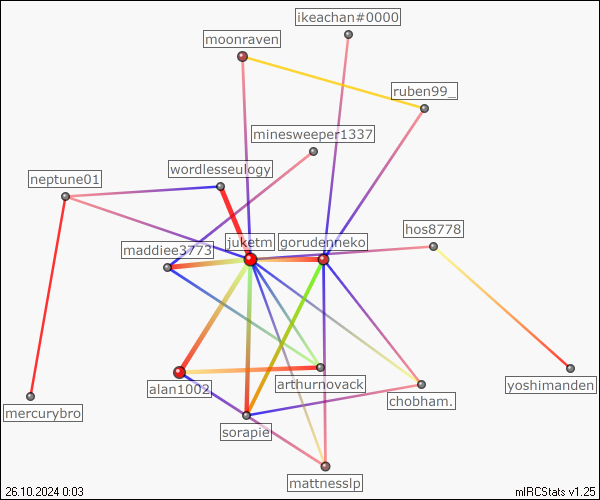 ikeachan#0000
moonraven
ruben99_
minesweeper1337
wordlesseulogy
neptune01
hos8778
juketm
gorudenneko
maddiee3773
alan1002
arthurnovack
yoshimanden
chobham.
mercurybro
sorapie
mattnesslp
26.10.2024 0:03
mIRCStats v1.25